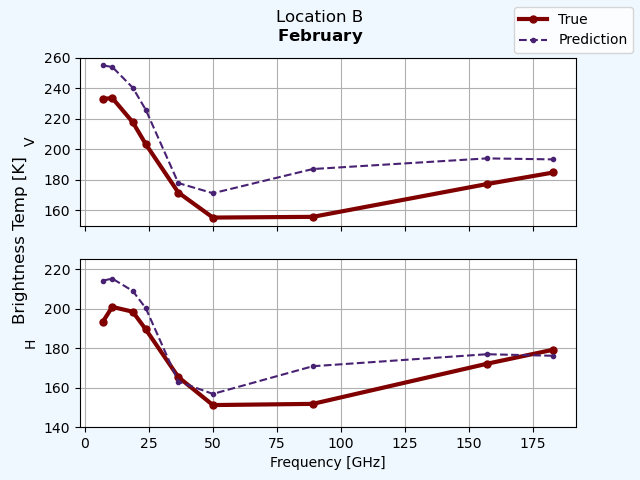 Location B
February
True
Prediction
Brightness Temp [K]
V
260
240
220
200
180
160
H
220
200
180
160
140
0
25
50
75
100
125
150
175
Frequency [GHz]